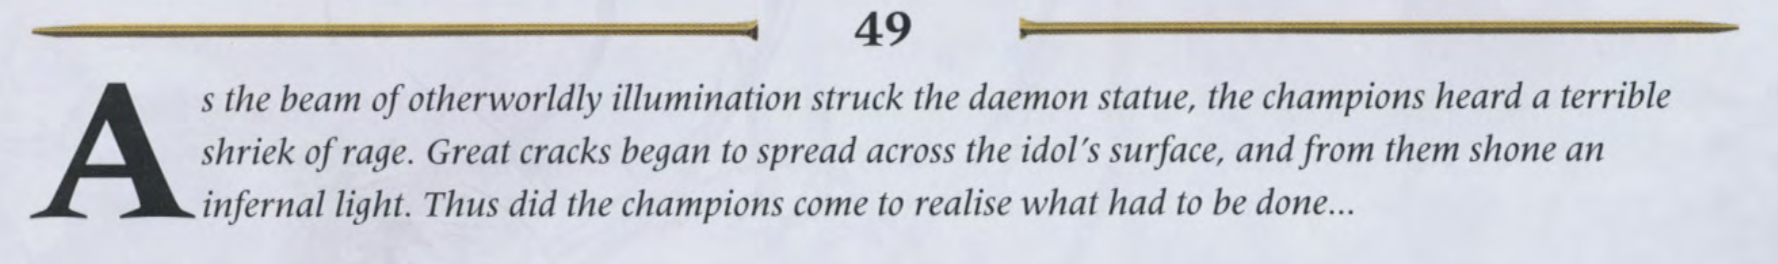 49
As the beam of otherworldly illumination struck the daemon statue, the champions heard a terrible
shriek of rage. Great cracks began to spread across the idol's surface, and from them shone an
infernal light. Thus did the champions come to realise what had to be done...